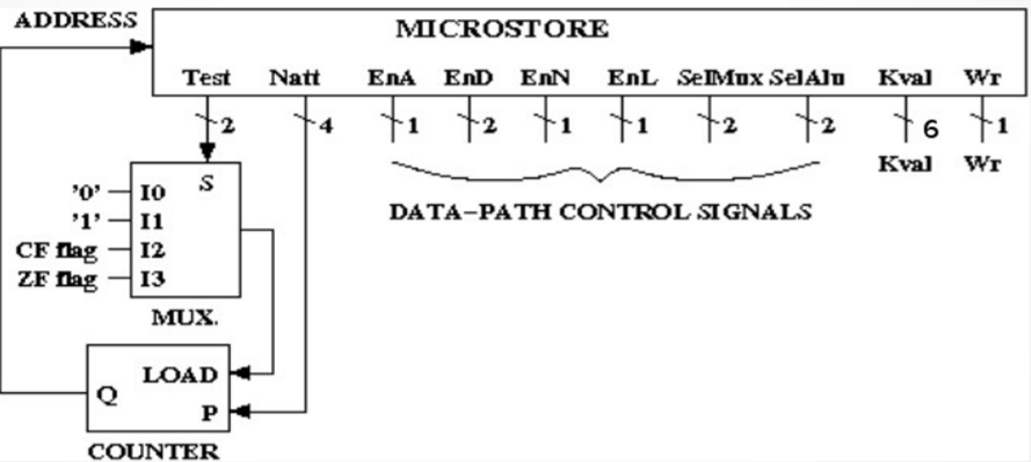 ADDRESS
MICROSTORE
Test Natt EnA EnD EnN EnL SelMux SelAlu Kval Wr
2 4 1 2 1 1 2 2 6 1
Kval Wr
DATA-PATH CONTROL SIGNALS
S
'0' I0
'1' I1
CF flag I2
ZF flag I3
MUX.
LOAD
Q
P
COUNTER